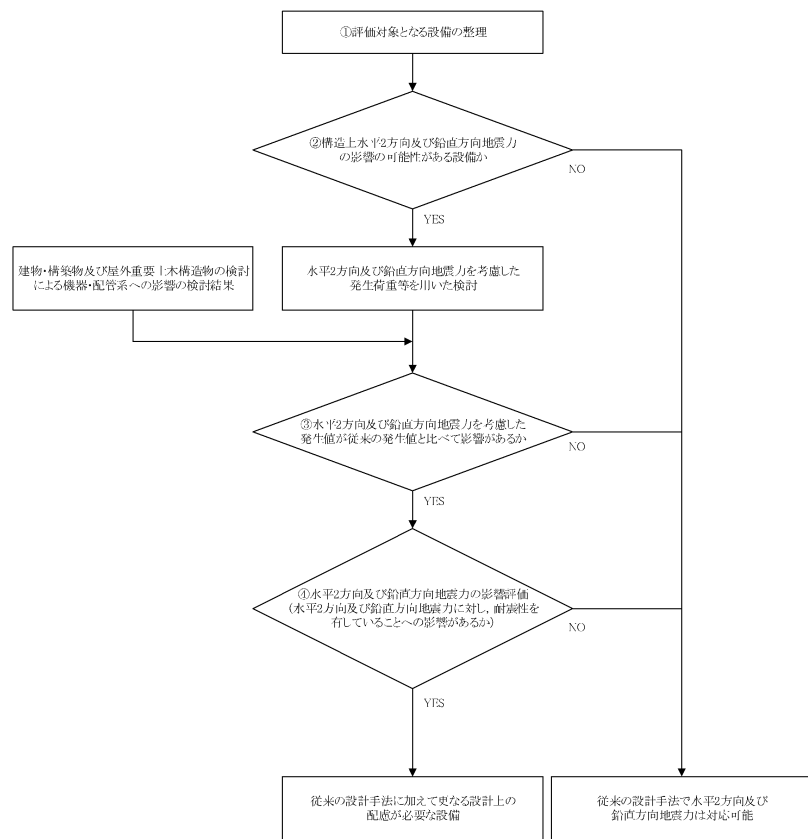 ①評価対象となる設備の整理
②構造上水平2方向及び鉛直方向地震力
の影響の可能性がある設備か
NO
YES
建物・構築物及び屋外重要土木構造物の検討
による機器・配管系への影響の検討結果
水平2方向及び鉛直方向地震力を考慮した
発生荷重等を用いた検討
③水平2方向及び鉛直方向地震力を考慮した
発生値が従来の発生値と比べて影響があるか
NO
YES
④水平2方向及び鉛直方向地震力の影響評価
(水平2方向及び鉛直方向地震力に対し,耐震性を
有していることへの影響があるか)
NO
YES
従来の設計手法に加えて更なる設計上の
配慮が必要な設備
従来の設計手法で水平2方向及び
鉛直方向地震力は対応可能